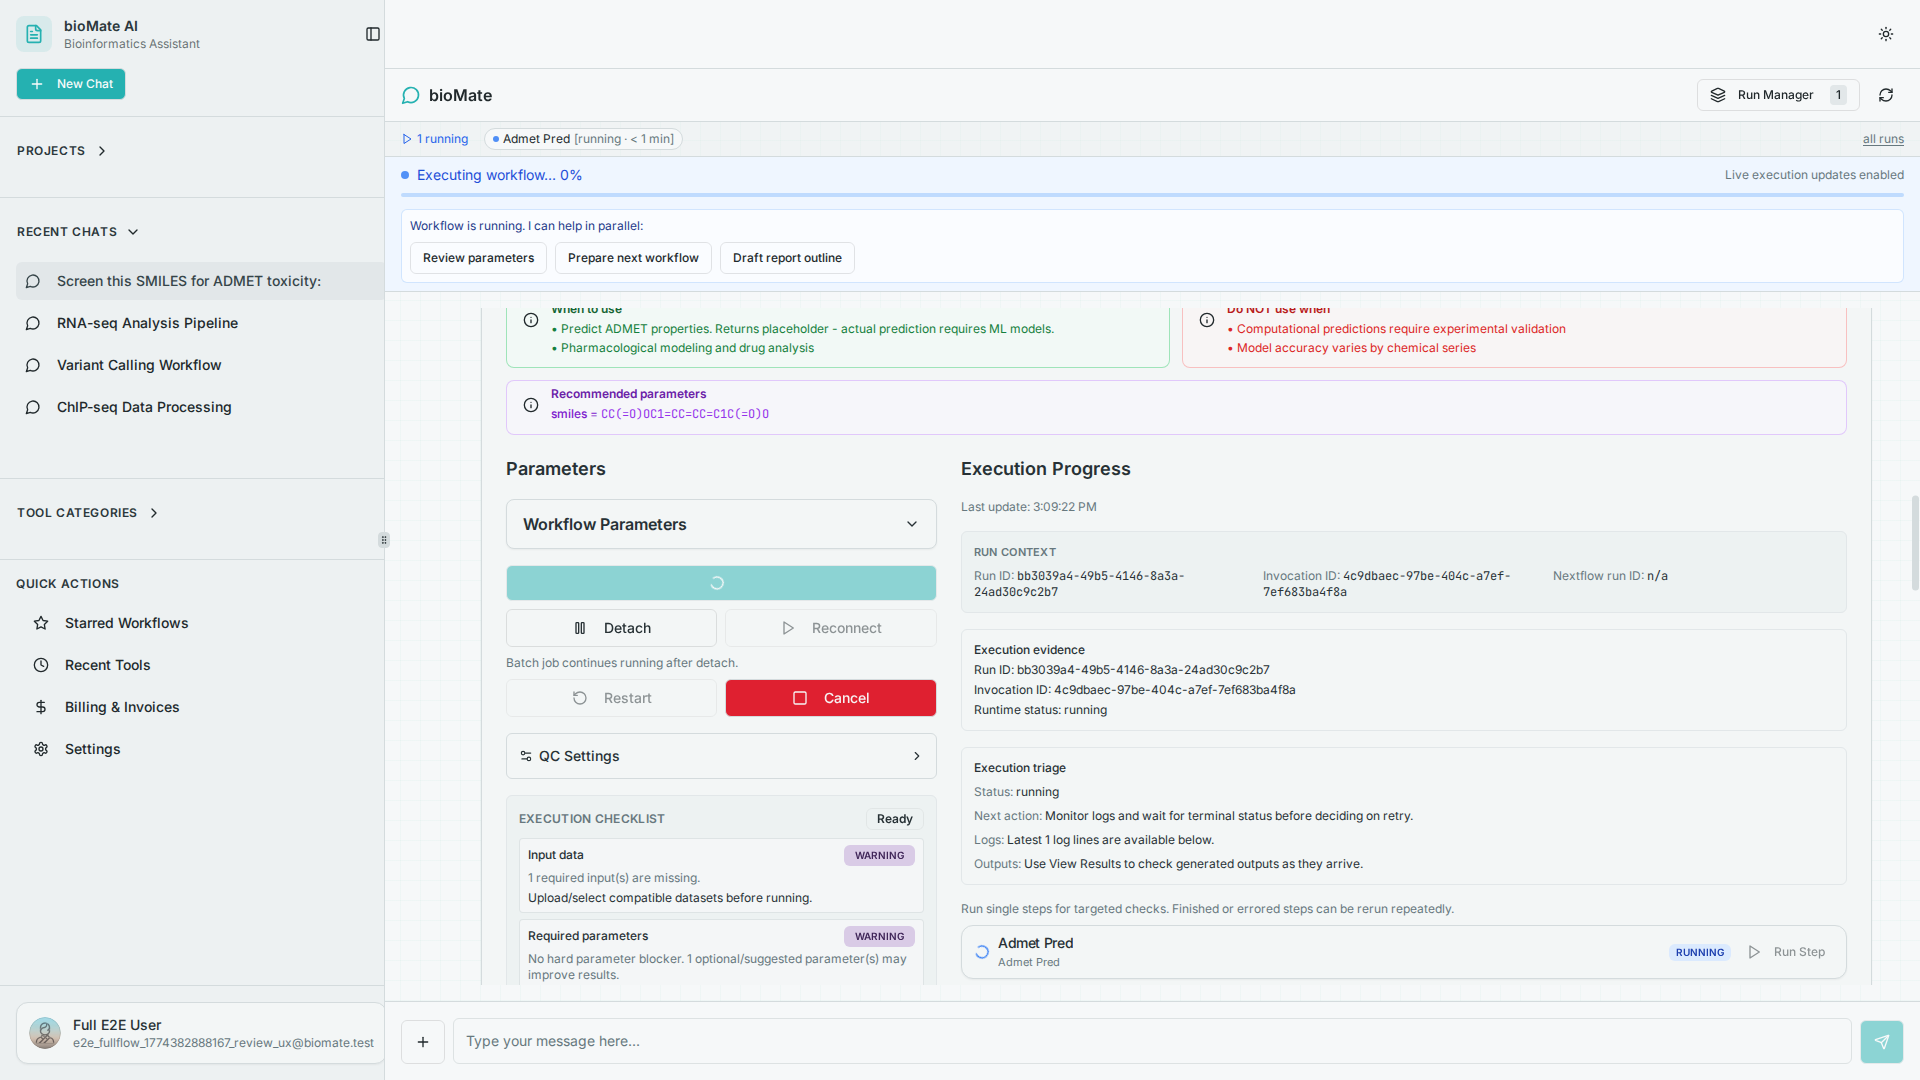 bioMate AI
Bioinformatics Assistant
New Chat
PROJECTS
RECENT CHATS
Screen this SMILES for ADMET toxicity:
RNA-seq Analysis Pipeline
Variant Calling Workflow
ChIP-seq Data Processing
TOOL CATEGORIES
QUICK ACTIONS
Starred Workflows
Recent Tools
Billing & Invoices
Settings
Full E2E User
e2e_fullflow_1774382888167_review_ux@biomate.test
bioMate
Run Manager 1
1 running
Admet Pred [running · < 1 min]
all runs
Executing workflow... 0%
Live execution updates enabled
Workflow is running. I can help in parallel:
Review parameters
Prepare next workflow
Draft report outline
When to use
• Predict ADMET properties. Returns placeholder - actual prediction requires ML models.
• Pharmacological modeling and drug analysis
Do NOT use when
• Computational predictions require experimental validation
• Model accuracy varies by chemical series
Recommended parameters
smiles = CC(=O)OC1=CC=CC=C1C(=O)O
Parameters
Workflow Parameters
Detach
Reconnect
Batch job continues running after detach.
Restart
Cancel
QC Settings
EXECUTION CHECKLIST
Ready
Input data
WARNING
1 required input(s) are missing.
Upload/select compatible datasets before running.
Required parameters
WARNING
No hard parameter blocker. 1 optional/suggested parameter(s) may
improve results.
Execution Progress
Last update: 3:09:22 PM
RUN CONTEXT
Run ID: bb3039a4-49b5-4146-8a3a-
24ad30c9c2b7
Invocation ID: 4c9dbaec-97be-404c-a7ef-
7ef683ba4f8a
Nextflow run ID: n/a
Execution evidence
Run ID: bb3039a4-49b5-4146-8a3a-24ad30c9c2b7
Invocation ID: 4c9dbaec-97be-404c-a7ef-7ef683ba4f8a
Runtime status: running
Execution triage
Status: running
Next action: Monitor logs and wait for terminal status before deciding on retry.
Logs: Latest 1 log lines are available below.
Outputs: Use View Results to check generated outputs as they arrive.
Run single steps for targeted checks. Finished or errored steps can be rerun repeatedly.
Admet Pred
Admet Pred
RUNNING
Run Step
Type your message here...